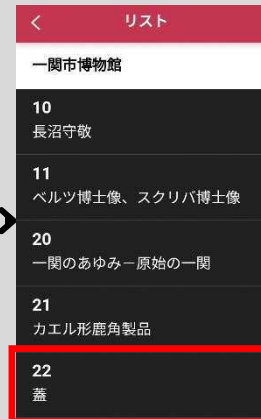 リスト
一関市博物館
10
長沼守敬
11
ベルツ博士像、スクリバ博士像
20
一関のあゆみー原始の一関
21
カエル形鹿角製品
22
蓋